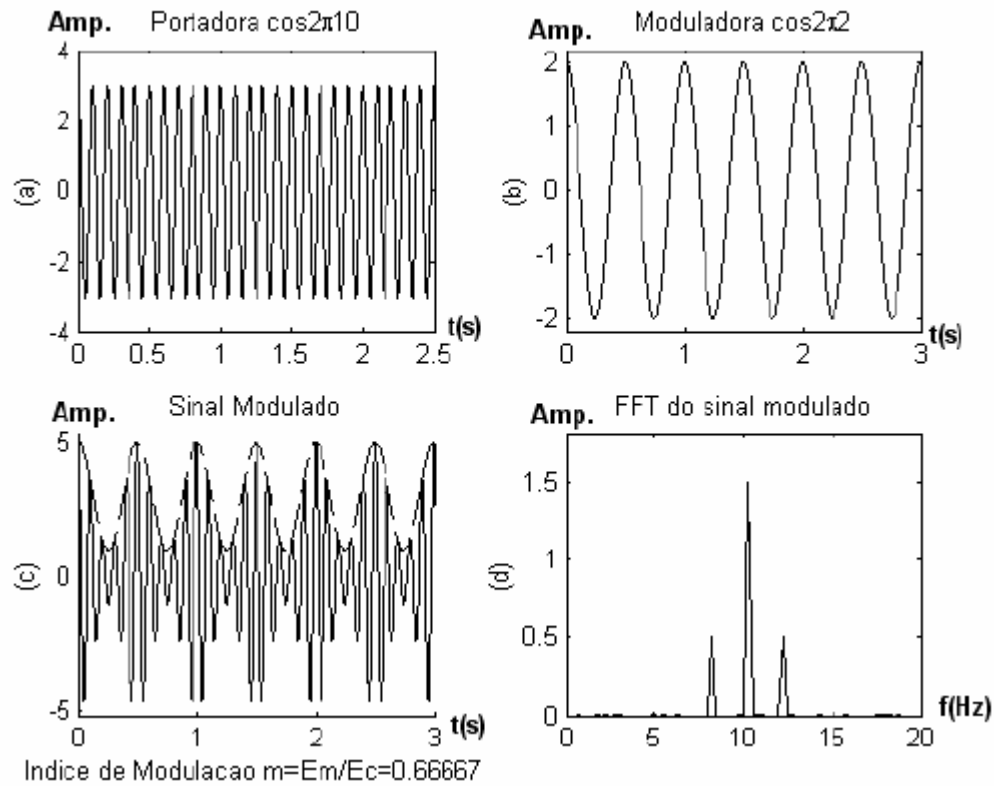 Amp. Portadora cos2π10
4
2
0
-2
-4
(a)
0 0.5 1 1.5 2 2.5
t(s)
Amp. Moduladora cos2π2
2
1
0
-1
-2
(b)
0 1 2 3
t(s)
Amp. Sinal Modulado
5
0
-5
(c)
0 1 2 3
t(s)
Indice de Modulacao m=Em/Ec=0.66667
Amp. FFT do sinal modulado
1.5
1
0.5
0
(d)
0 5 10 15 20
f(Hz)